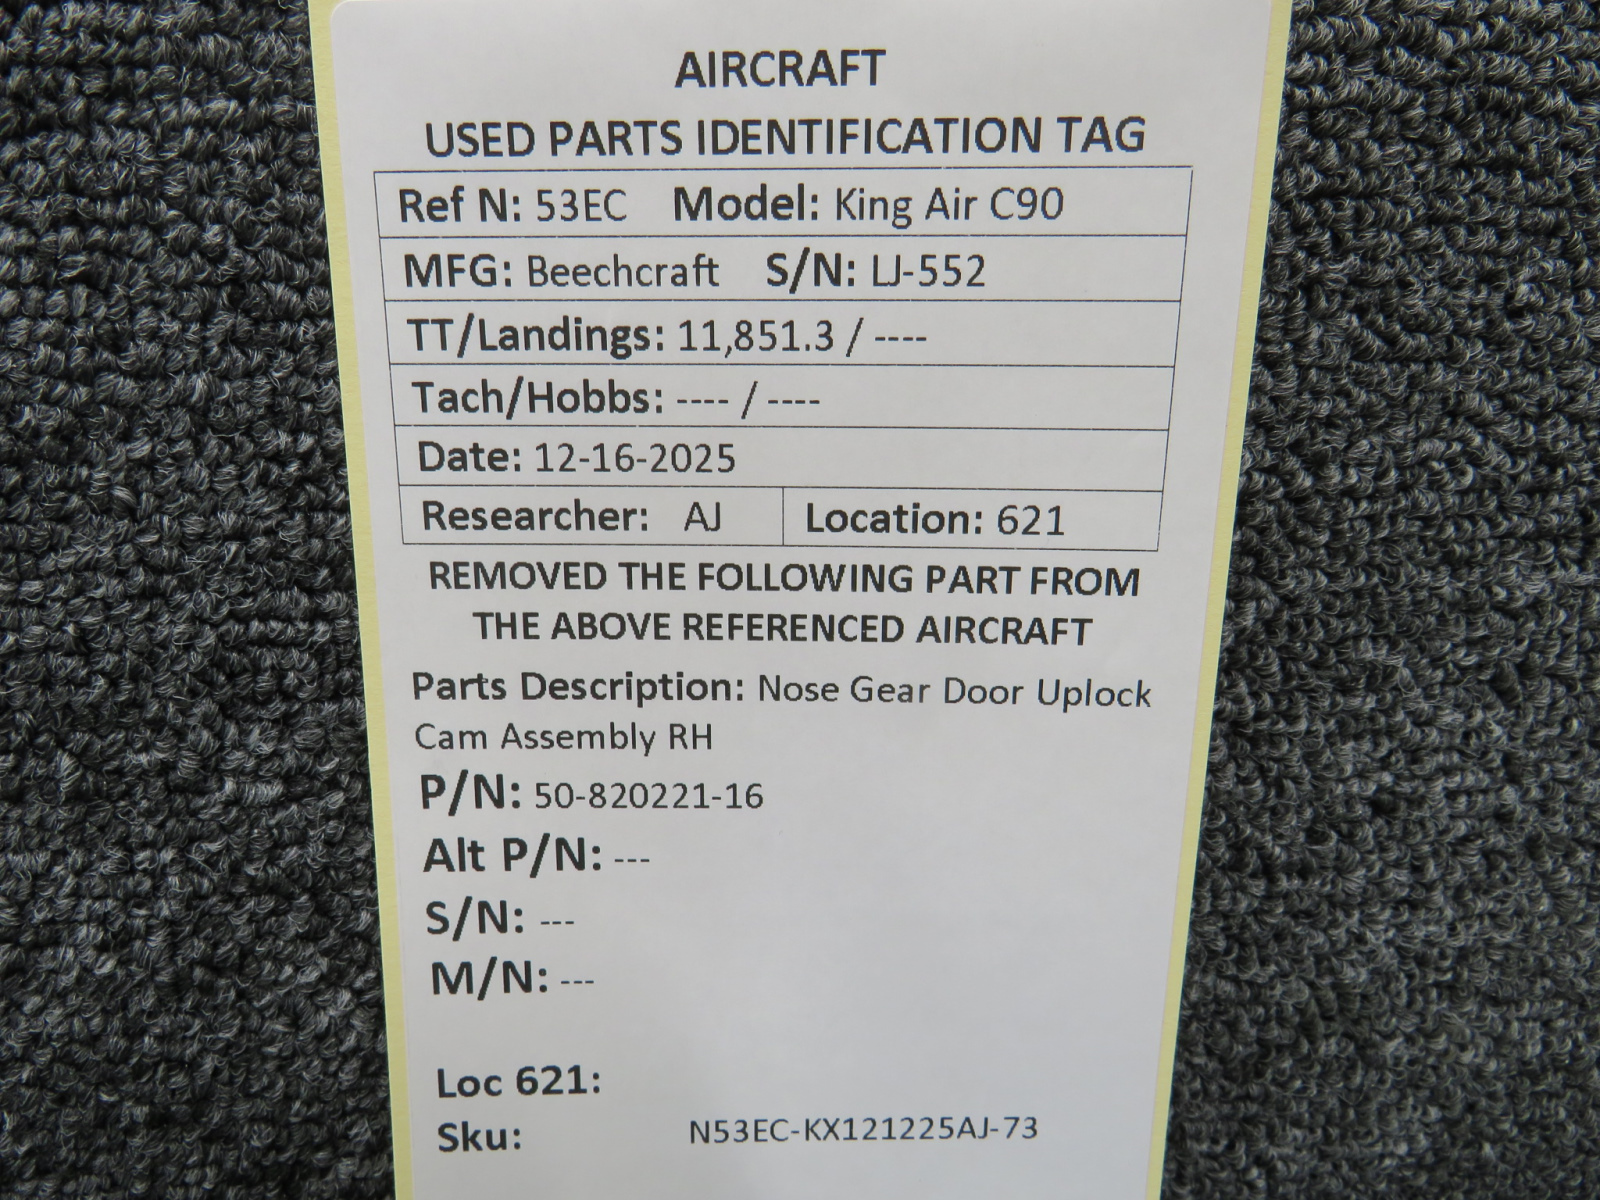 AIRCRAFT
USED PARTS IDENTIFICATION TAG
Ref N: 53EC Model: King Air C90
MFG: Beechcraft S/N: LJ-552
TT/Landings: 11,851.3 / ----
Tach/Hobbs: ---- / ----
Date: 12-16-2025
Researcher: AJ Location: 621
REMOVED THE FOLLOWING PART FROM
THE ABOVE REFERENCED AIRCRAFT
Parts Description: Nose Gear Door Uplock
Cam Assembly RH
P/N: 50-820221-16
Alt P/N: ---
S/N: ---
M/N: ---
Loc 621:
Sku: N53EC-KX121225AJ-73